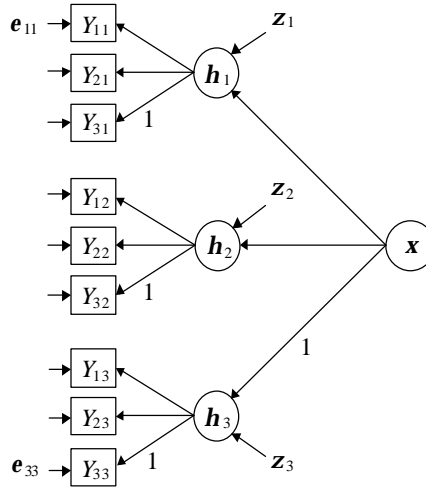 e₁₁ Y₁₁ z₁
Y₂₁ h₁
Y₃₁ 1
Y₁₂ z₂
Y₂₂ h₂ x
Y₃₂ 1
1
Y₁₃
Y₂₃ h₃
e₃₃ Y₃₃ 1 z₃